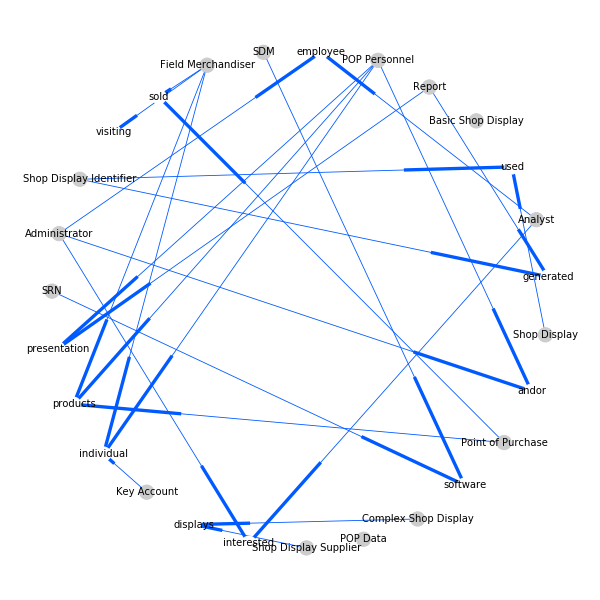 SDM
employee
POP Personnel
Field Merchandiser
Report
sold
Basic Shop Display
visiting
used
Shop Display Identifier
Analyst
Administrator
generated
SRN
Shop Display
presentation
andor
products
Point of Purchase
individual
software
Key Account
Complex Shop Display
displays
POP Data
interested
Shop Display Supplier